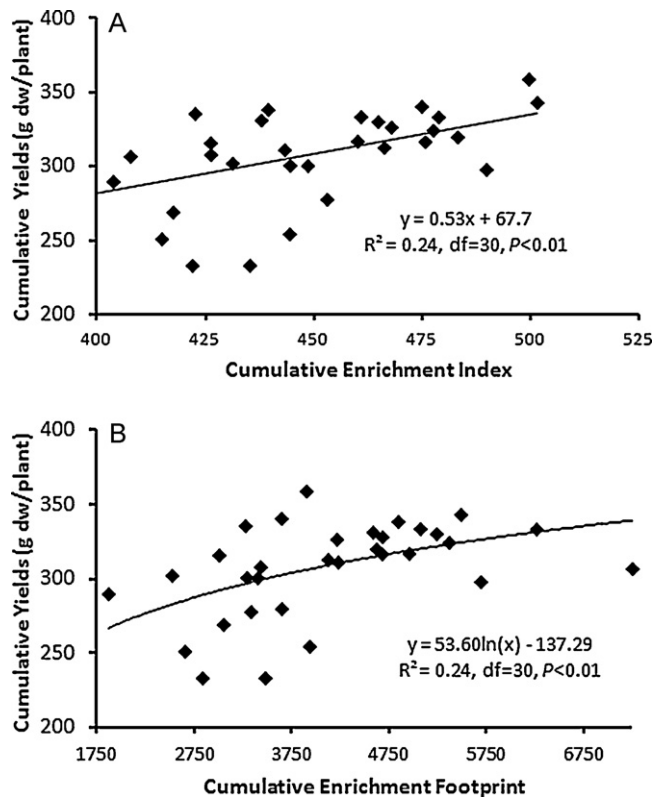 A
400
350
300
250
200
Cumulative Yields (g dw/plant)
y = 0.53x + 67.7
R² = 0.24, df=30, P<0.01
400 425 450 475 500 525
Cumulative Enrichment Index
B
400
350
300
250
200
Cumulative Yields (g dw/plant)
y = 53.60ln(x) - 137.29
R² = 0.24, df=30, P<0.01
1750 2750 3750 4750 5750 6750
Cumulative Enrichment Footprint